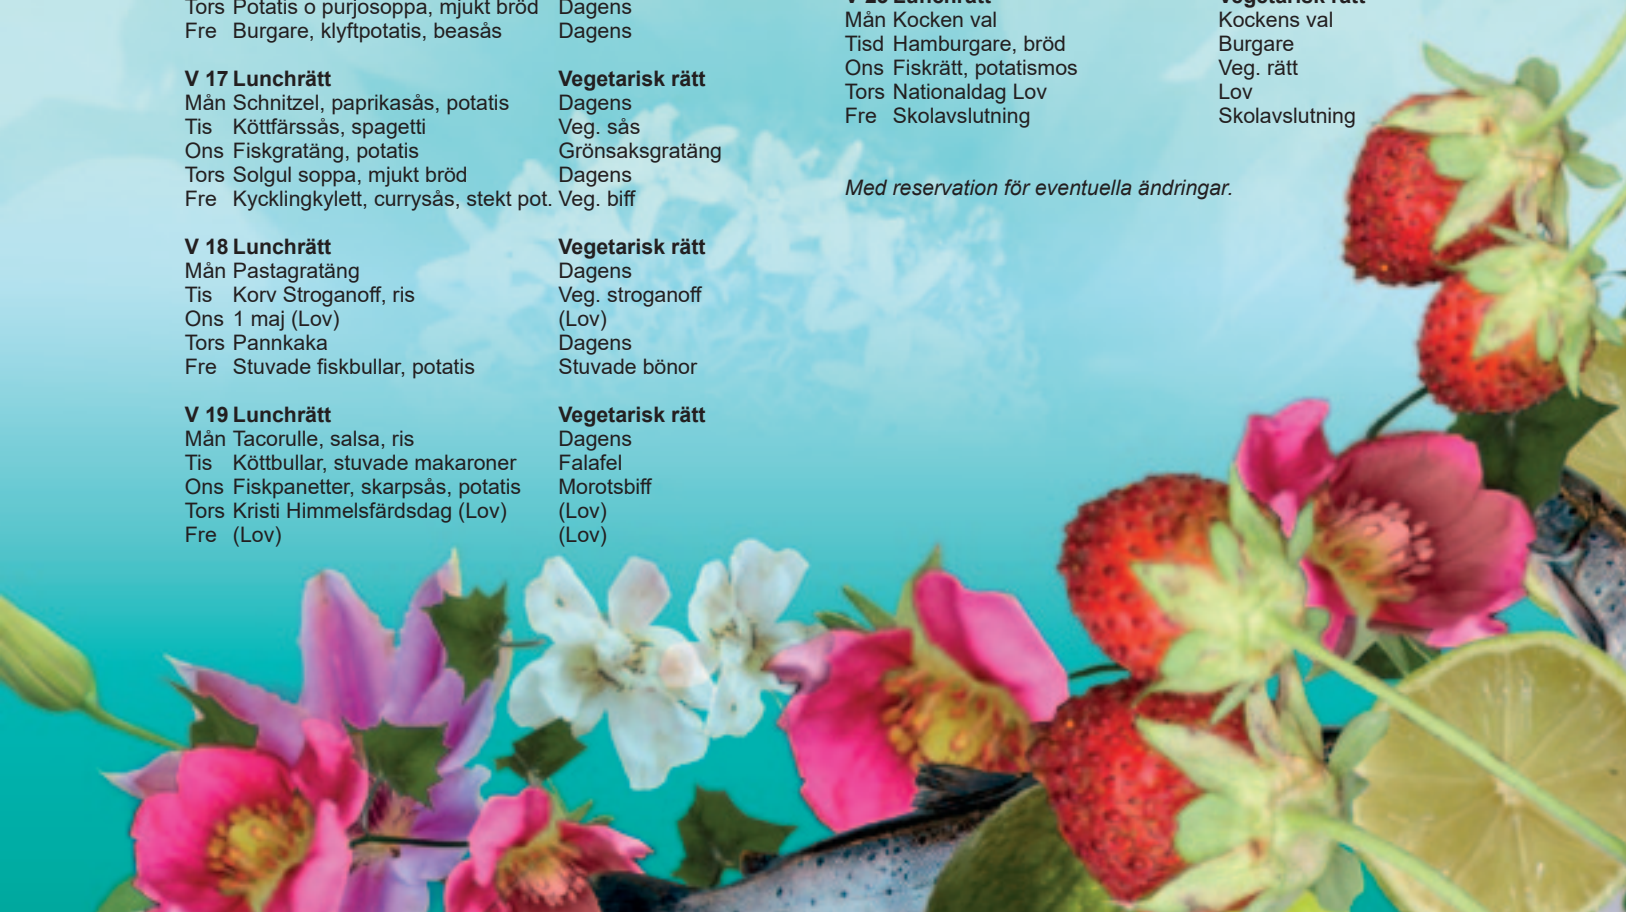 Tors Potatis o purjosoppa, mjukt bröd Dagens
Fre Burgare, klyftpotatis, beasås Dagens
V 17 Lunchrätt Vegetarisk rätt
Mån Schnitzel, paprikasås, potatis Dagens
Tis Köttfärssås, spagetti Veg. sås
Ons Fiskgratäng, potatis Grönsaksgratäng
Tors Solgul soppa, mjukt bröd Dagens
Fre Kycklingkylett, currysås, stekt pot. Veg. biff
V 18 Lunchrätt Vegetarisk rätt
Mån Pastagratäng Dagens
Tis Korv Stroganoff, ris Veg. stroganoff
Ons 1 maj (Lov) (Lov)
Tors Pannkaka Dagens
Fre Stuvade fiskbullar, potatis Stuvade bönor
V 19 Lunchrätt Vegetarisk rätt
Mån Tacorulle, salsa, ris Dagens
Tis Köttbullar, stuvade makaroner Falafel
Ons Fiskpanetter, skarpsås, potatis Morotsbiff
Tors Kristi Himmelsfärdsdag (Lov) (Lov)
Fre (Lov) (Lov)
Lunchrätt Vegetarisk rätt
Mån Kocken val Kockens val
Tisd Hamburgare, bröd Burgare
Ons Fiskrätt, potatismos Veg. rätt
Tors Nationaldag Lov Lov
Fre Skolavslutning Skolavslutning
Med reservation för eventuella ändringar.